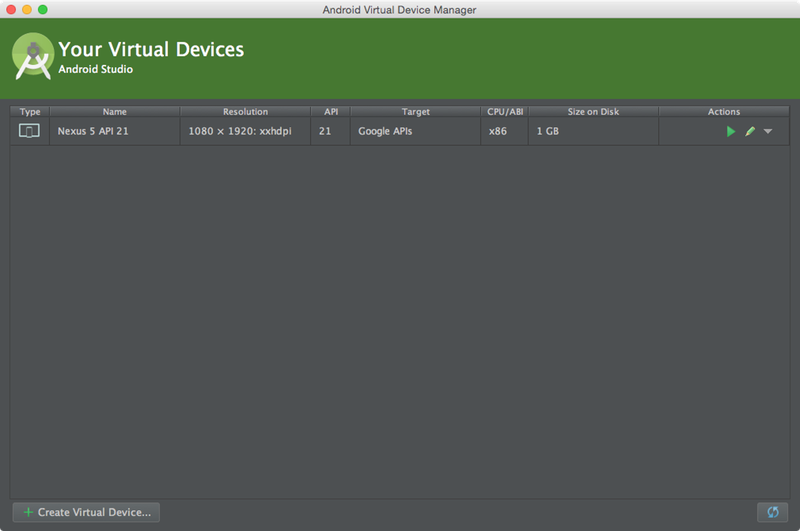 Android Virtual Device Manager
Your Virtual Devices
Android Studio
Type Name Resolution API Target CPU/ABI Size on Disk Actions
Nexus 5 API 21 1080 × 1920: xxhdpi 21 Google APIs x86 1 GB
Create Virtual Device...